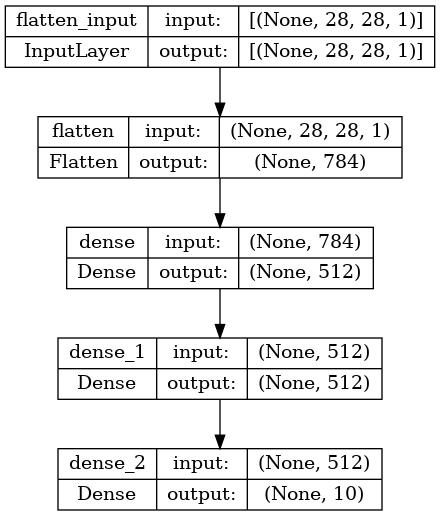 flatten_input input: [(None, 28, 28, 1)]
InputLayer output: [(None, 28, 28, 1)]
flatten input: (None, 28, 28, 1)
Flatten output: (None, 784)
dense input: (None, 784)
Dense output: (None, 512)
dense_1 input: (None, 512)
Dense output: (None, 512)
dense_2 input: (None, 512)
Dense output: (None, 10)